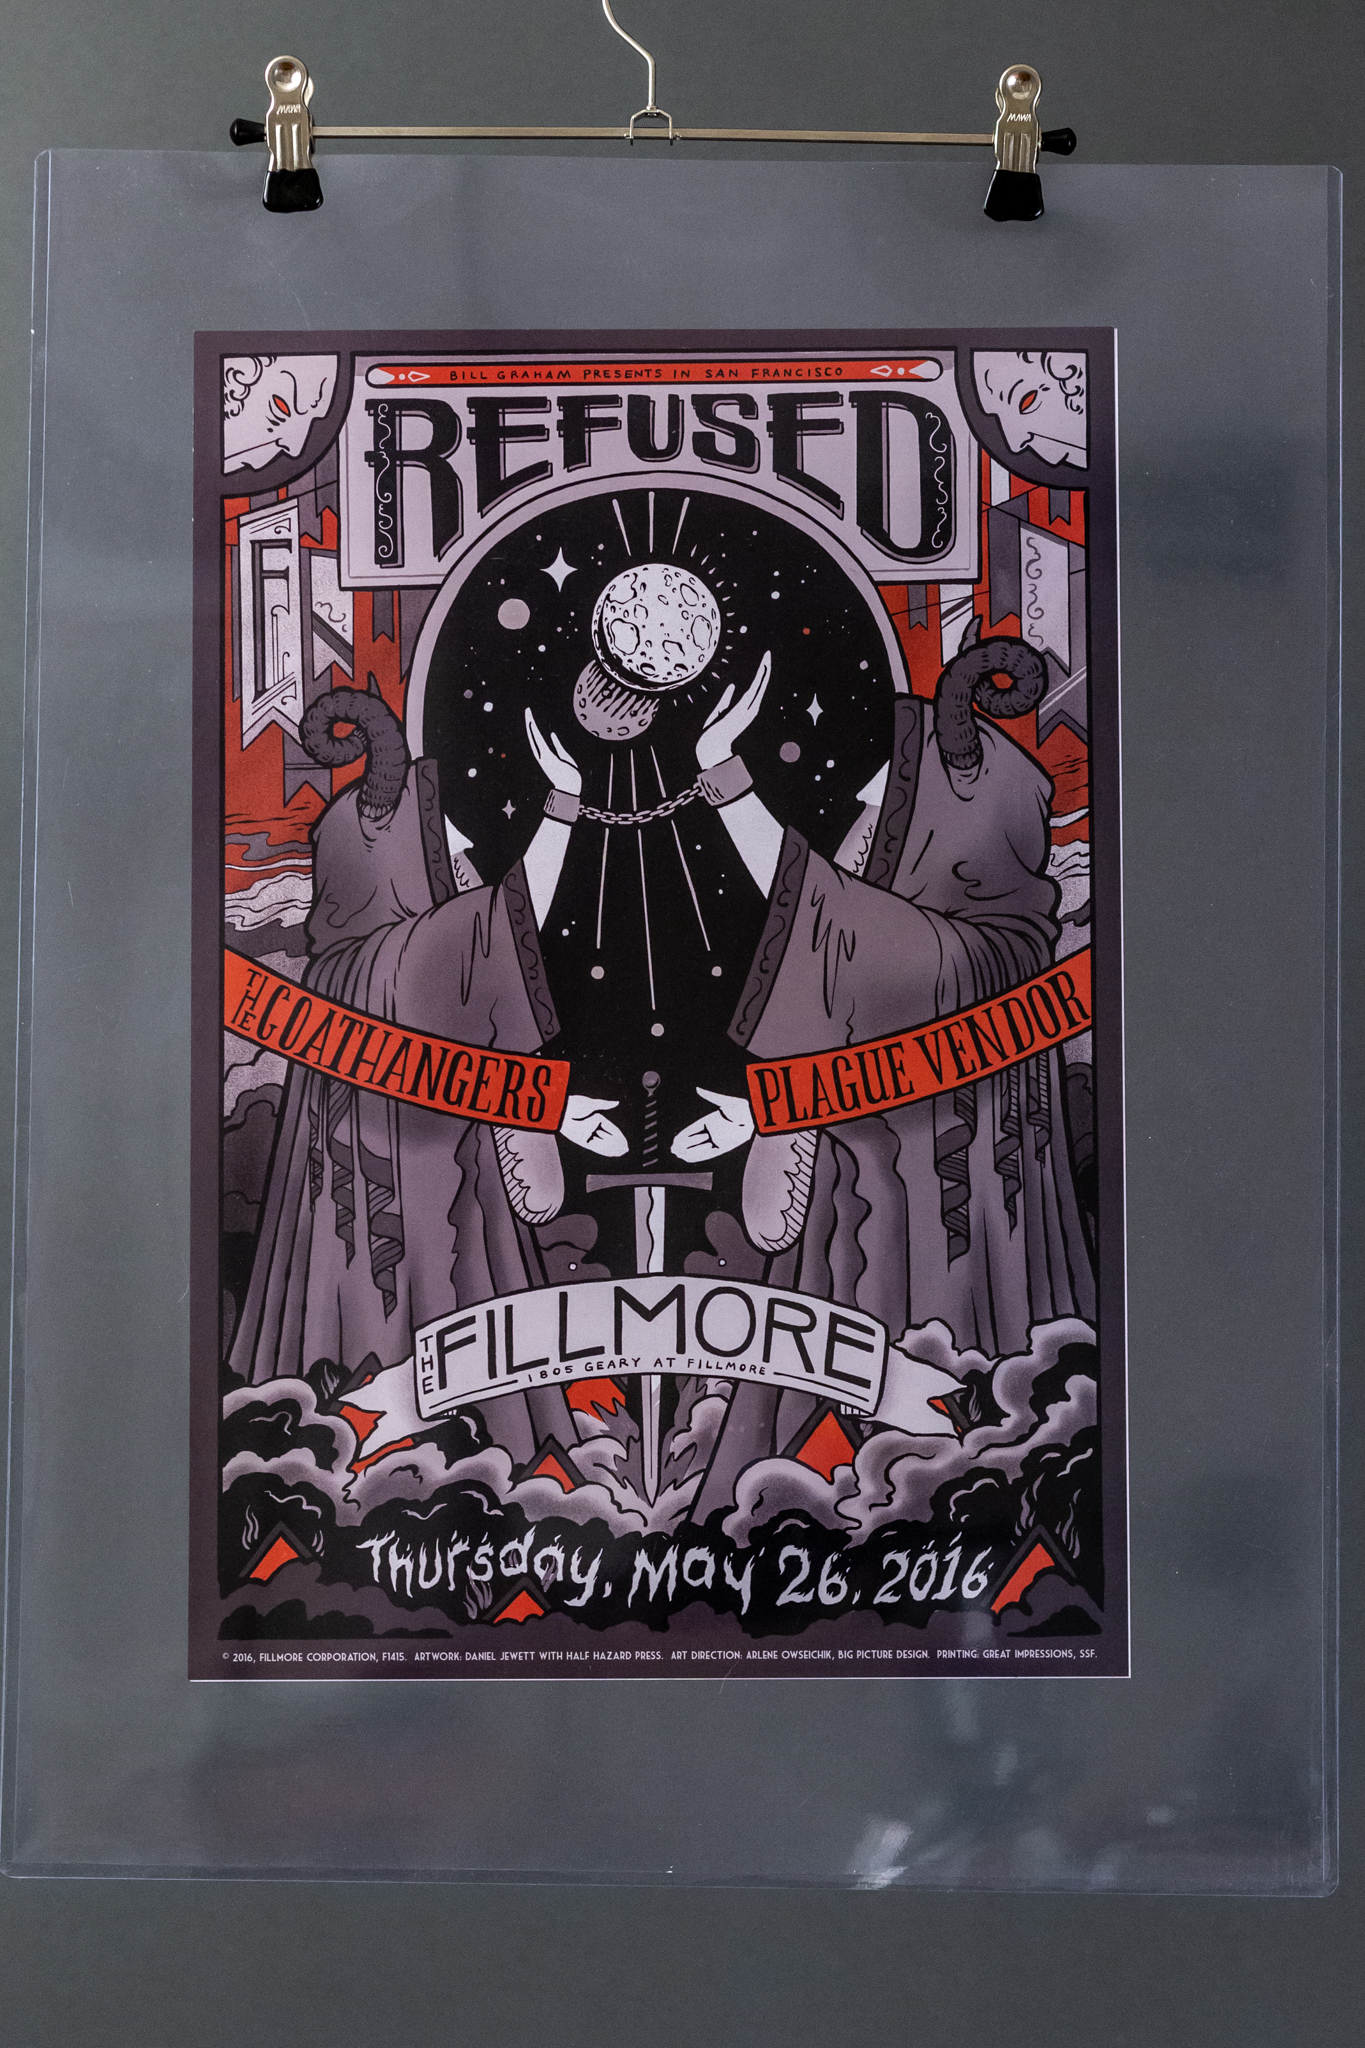 MAWA
MAWA
BILL GRAHAM PRESENTS IN SAN FRANCISCO
REFUSED
THE GOATHANGERS
PLAGUE VENDOR
THE FILLMORE
1805 GEARY AT FILLMORE
Thursday, May 26, 2016
© 2016, FILLMORE CORPORATION, F1415. ARTWORK: DANIEL JEWETT WITH HALF HAZARD PRESS. ART DIRECTION: ARLENE OWSEICHIK, BIG PICTURE DESIGN. PRINTING: GREAT IMPRESSIONS, SSF.